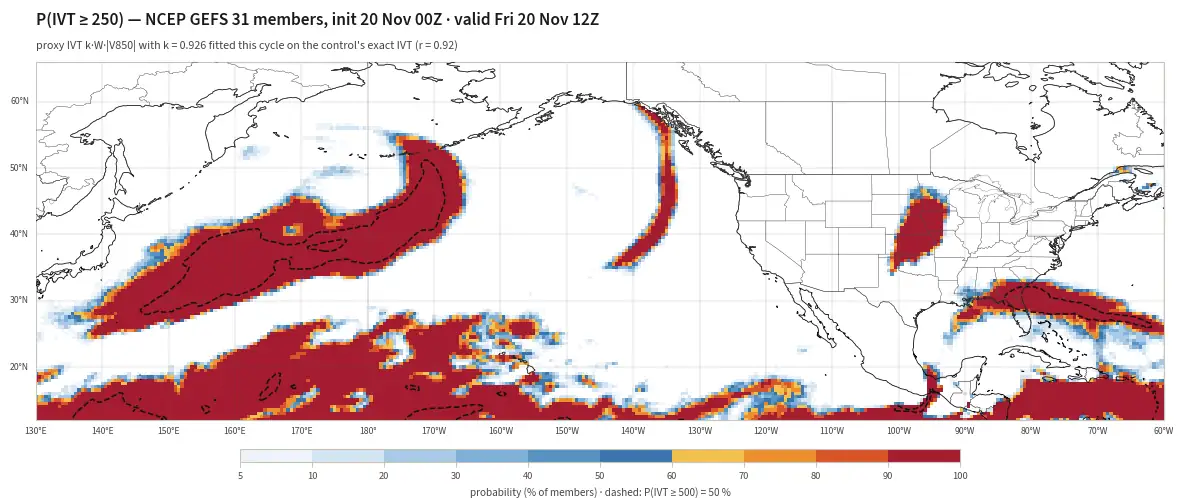 P(IVT ≥ 250) — NCEP GEFS 31 members, init 20 Nov 00Z · valid Fri 20 Nov 12Z
proxy IVT k·W·|V850| with k = 0.926 fitted this cycle on the control's exact IVT (r = 0.92)
60°N
50°N
40°N
30°N
20°N
130°E 140°E 150°E 160°E 170°E 180° 170°W 160°W 150°W 140°W 130°W 120°W 110°W 100°W 90°W 80°W 70°W 60°W
5 10 20 30 40 50 60 70 80 90 100
probability (% of members) · dashed: P(IVT ≥ 500) = 50 %